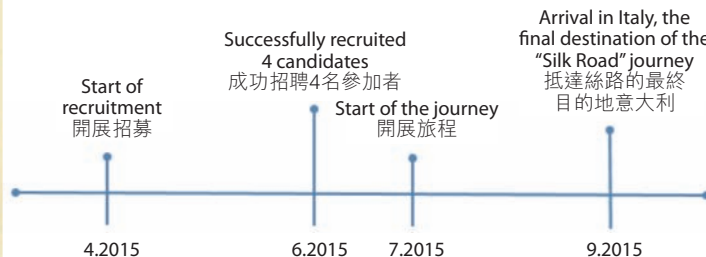 Start of
recruitment
開展招募
Successfully recruited
4 candidates
成功招聘4名參加者
Start of the journey
開展旅程
Arrival in Italy, the
final destination of the
“Silk Road” journey
抵達絲路的最終
目的地意大利
4.2015
6.2015
7.2015
9.2015